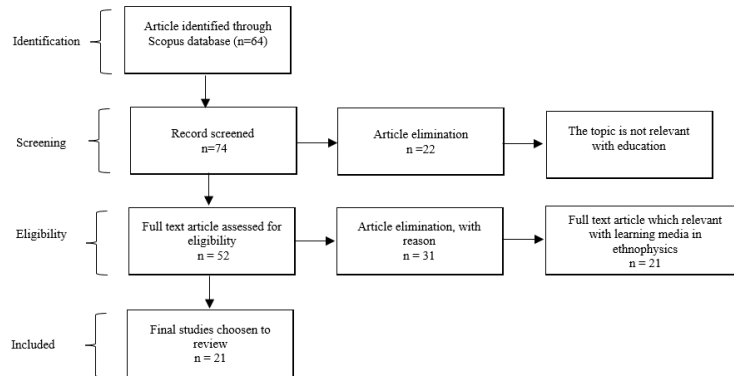 Identification
Article identified through
Scopus database (n=64)
Screening
Record screened
n=74
Article elimination
n =22
The topic is not relevant
with education
Eligibility
Full text article assessed for
eligibility
n = 52
Article elimination, with
reason
n = 31
Full text article which relevant
with learning media in
ethnophysics
n = 21
Included
Final studies choosen to
review
n = 21